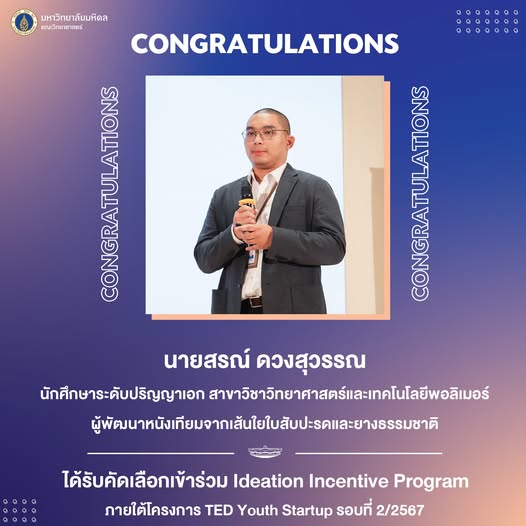 มหาวิทยาลัยมหิดล
คณะวิทยาศาสตร์
CONGRATULATIONS
CONGRATULATIONS
CONGRATULATIONS
นายสรณ์ ดวงสุวรรณ
นักศึกษาระดับปริญญาเอก สาขาวิชาวิทยาศาสตร์และเทคโนโลยีพอลิเมอร์
ผู้พัฒนาหนังเทียมจากเส้นใยใบสับปะรดและยางธรรมชาติ
ได้รับคัดเลือกเข้าร่วม Ideation Incentive Program
ภายใต้โครงการ TED Youth Startup รอบที่ 2/2567